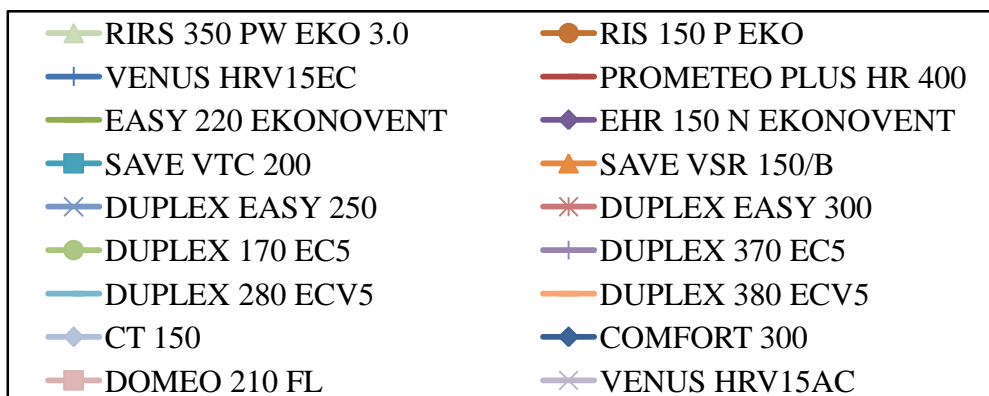 RIRS 350 PW EKO 3.0 RIS 150 P EKO
VENUS HRV15EC PROMETEO PLUS HR 400
EASY 220 EKONOVENT EHR 150 N EKONOVENT
SAVE VTC 200 SAVE VSR 150/B
DUPLEX EASY 250 DUPLEX EASY 300
DUPLEX 170 EC5 DUPLEX 370 EC5
DUPLEX 280 ECV5 DUPLEX 380 ECV5
CT 150 COMFORT 300
DOMEO 210 FL VENUS HRV15AC